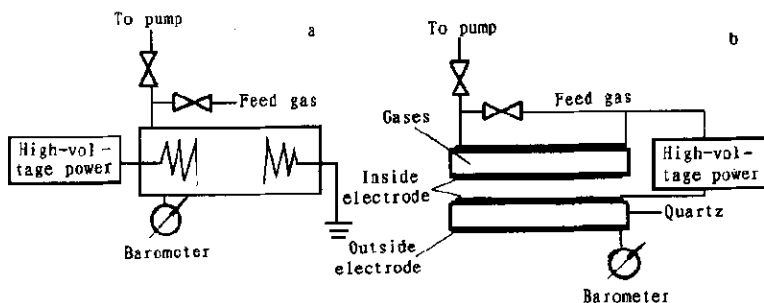 To pump
a
Feed gas
High-vol-
tage power
Barometer
To pump
b
Feed gas
Gases
High-vol-
tage power
Inside
electrode
Quartz
Outside
electrode
Barometer